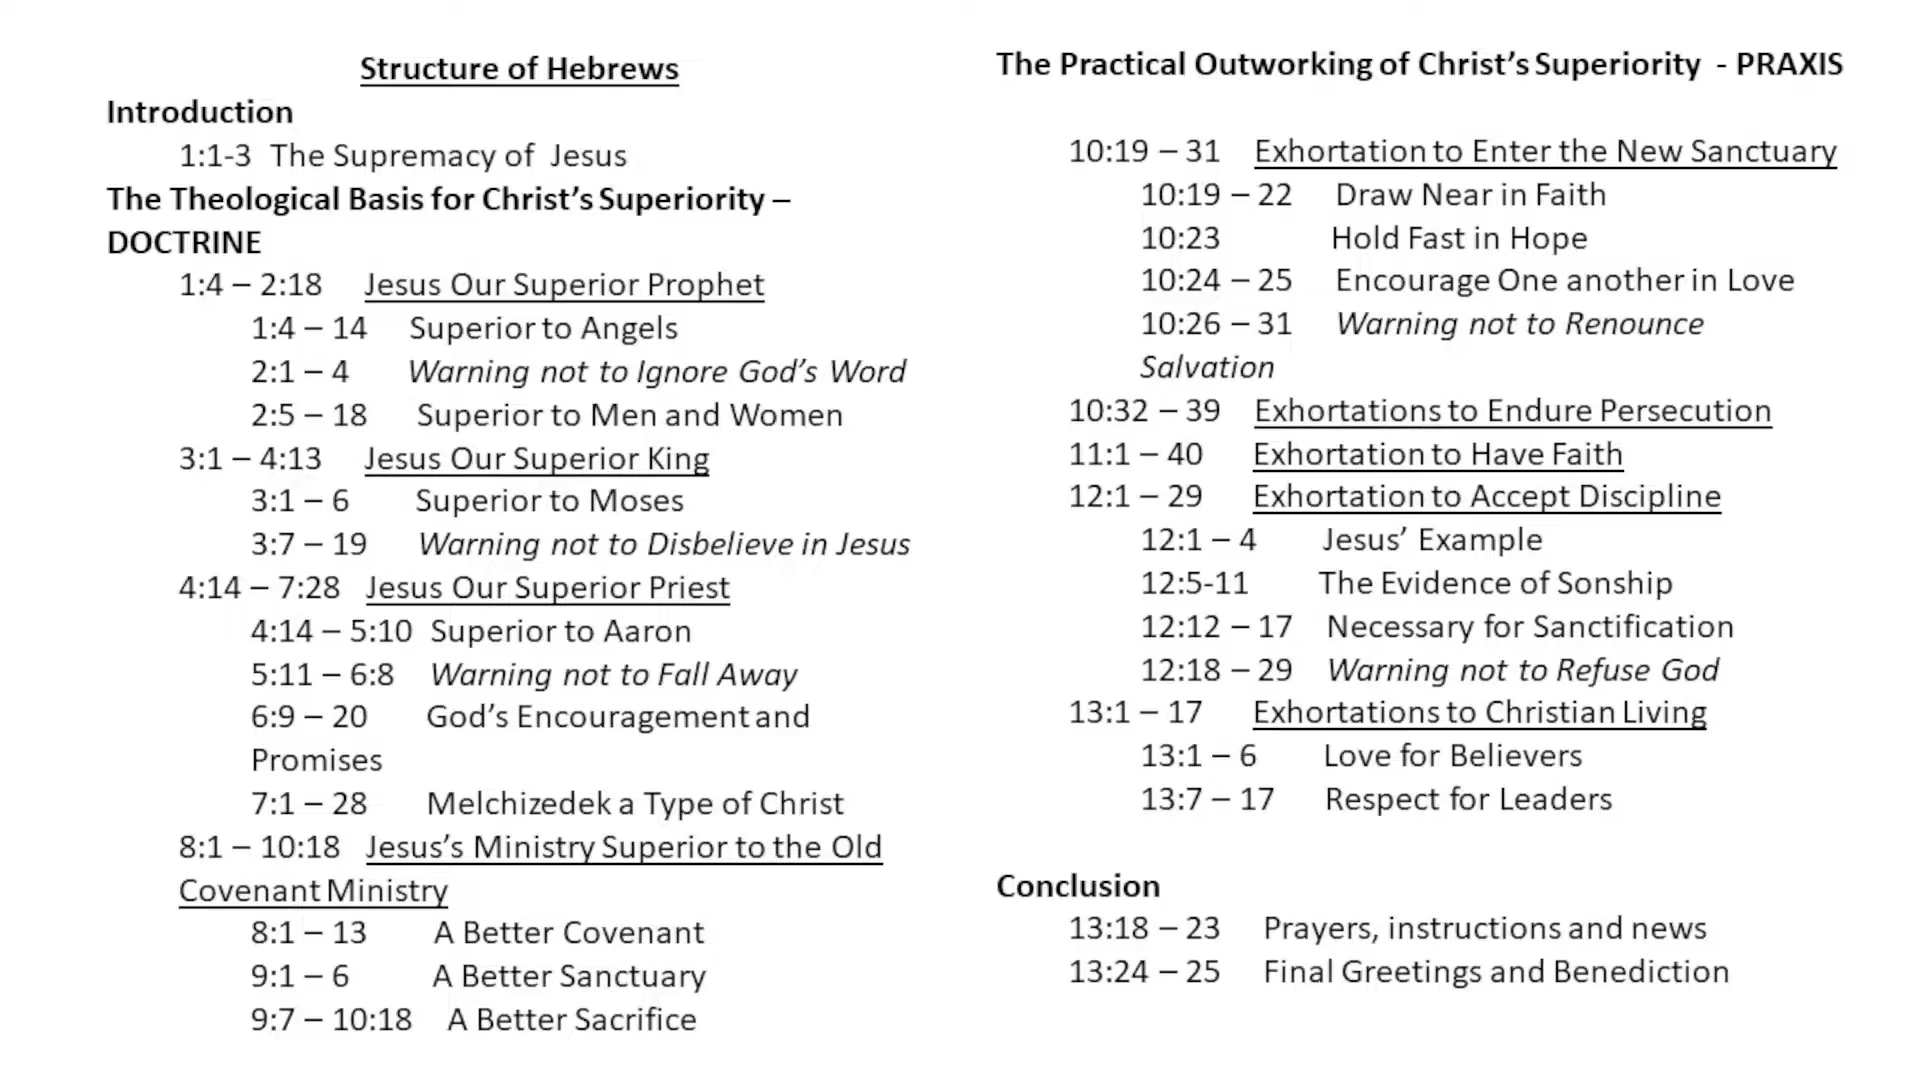 Structure of Hebrews
Introduction
1:1-3 The Supremacy of Jesus
The Theological Basis for Christ’s Superiority –
DOCTRINE
1:4 – 2:18 Jesus Our Superior Prophet
1:4 – 14 Superior to Angels
2:1 – 4 Warning not to Ignore God’s Word
2:5 – 18 Superior to Men and Women
3:1 – 4:13 Jesus Our Superior King
3:1 – 6 Superior to Moses
3:7 – 19 Warning not to Disbelieve in Jesus
4:14 – 7:28 Jesus Our Superior Priest
4:14 – 5:10 Superior to Aaron
5:11 – 6:8 Warning not to Fall Away
6:9 – 20 God’s Encouragement and
Promises
7:1 – 28 Melchizedek a Type of Christ
8:1 – 10:18 Jesus’s Ministry Superior to the Old
Covenant Ministry
8:1 – 13 A Better Covenant
9:1 – 6 A Better Sanctuary
9:7 – 10:18 A Better Sacrifice
The Practical Outworking of Christ’s Superiority - PRAXIS
10:19 – 31 Exhortation to Enter the New Sanctuary
10:19 – 22 Draw Near in Faith
10:23 Hold Fast in Hope
10:24 – 25 Encourage One another in Love
10:26 – 31 Warning not to Renounce
Salvation
10:32 – 39 Exhortations to Endure Persecution
11:1 – 40 Exhortation to Have Faith
12:1 – 29 Exhortation to Accept Discipline
12:1 – 4 Jesus’ Example
12:5-11 The Evidence of Sonship
12:12 – 17 Necessary for Sanctification
12:18 – 29 Warning not to Refuse God
13:1 – 17 Exhortations to Christian Living
13:1 – 6 Love for Believers
13:7 – 17 Respect for Leaders
Conclusion
13:18 – 23 Prayers, instructions and news
13:24 – 25 Final Greetings and Benediction